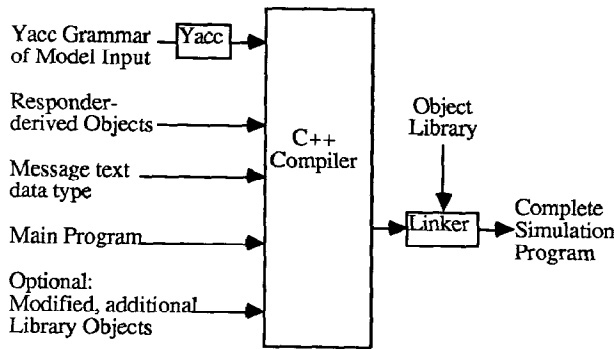 Yacc Grammar
of Model Input
Yacc
Responder-
derived Objects
Message text
data type
Main Program
Optional:
Modified, additional
Library Objects
C++
Compiler
Object
Library
Linker
Complete
Simulation
Program